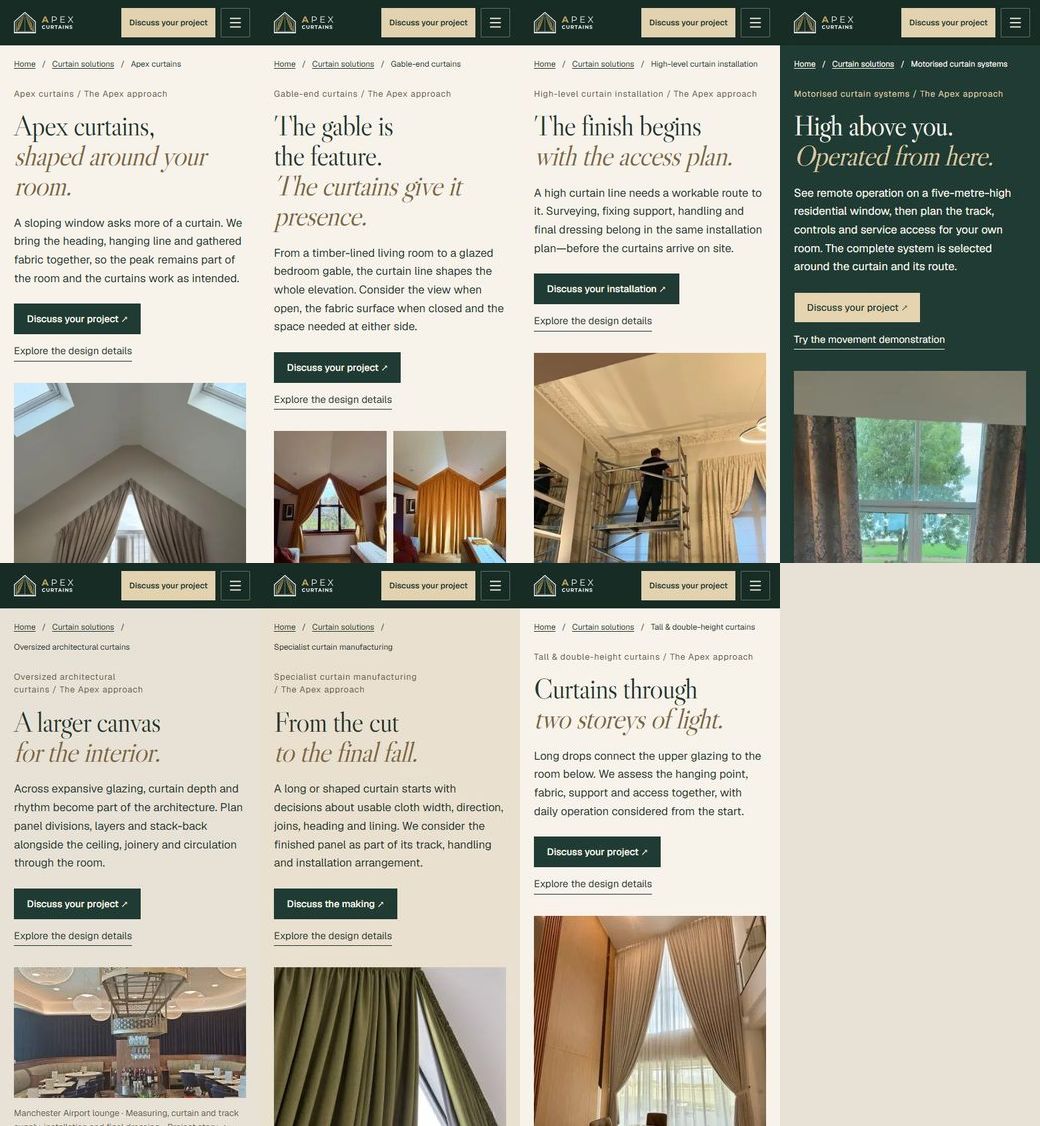 APEX
CURTAINS
Discuss your project
Home / Curtain solutions / Apex curtains
Apex curtains / The Apex approach
Apex curtains,
shaped around your
room.
A sloping window asks more of a curtain. We
bring the heading, hanging line and gathered
fabric together, so the peak remains part of
the room and the curtains work as intended.
Discuss your project ↗
Explore the design details
APEX
CURTAINS
Discuss your project
Home / Curtain solutions / Gable-end curtains
Gable-end curtains / The Apex approach
The gable is
the feature.
The curtains give it
presence.
From a timber-lined living room to a glazed
bedroom gable, the curtain line shapes the
whole elevation. Consider the view when
open, the fabric surface when closed and the
space needed at either side.
Discuss your project ↗
Explore the design details
APEX
CURTAINS
Discuss your project
Home / Curtain solutions / High-level curtain installation
High-level curtain installation / The Apex approach
The finish begins
with the access plan.
A high curtain line needs a workable route to
it. Surveying, fixing support, handling and
final dressing belong in the same installation
plan—before the curtains arrive on site.
Discuss your installation ↗
Explore the design details
APEX
CURTAINS
Discuss your project
Home / Curtain solutions / Motorised curtain systems
Motorised curtain systems / The Apex approach
High above you.
Operated from here.
See remote operation on a five-metre-high
residential window, then plan the track,
controls and service access for your own
room. The complete system is selected
around the curtain and its route.
Discuss your project ↗
Try the movement demonstration
APEX
CURTAINS
Discuss your project
Home / Curtain solutions /
Oversized architectural curtains
Oversized architectural
curtains / The Apex approach
A larger canvas
for the interior.
Across expansive glazing, curtain depth and
rhythm become part of the architecture. Plan
panel divisions, layers and stack-back
alongside the ceiling, joinery and circulation
through the room.
Discuss your project ↗
Explore the design details
Manchester Airport lounge · Measuring, curtain and track
APEX
CURTAINS
Discuss your project
Home / Curtain solutions /
Specialist curtain manufacturing
Specialist curtain manufacturing
/ The Apex approach
From the cut
to the final fall.
A long or shaped curtain starts with
decisions about usable cloth width, direction,
joins, heading and lining. We consider the
finished panel as part of its track, handling
and installation arrangement.
Discuss the making ↗
Explore the design details
APEX
CURTAINS
Discuss your project
Home / Curtain solutions / Tall & double-height curtains
Tall & double-height curtains / The Apex approach
Curtains through
two storeys of light.
Long drops connect the upper glazing to the
room below. We assess the hanging point,
fabric, support and access together, with
daily operation considered from the start.
Discuss your project ↗
Explore the design details